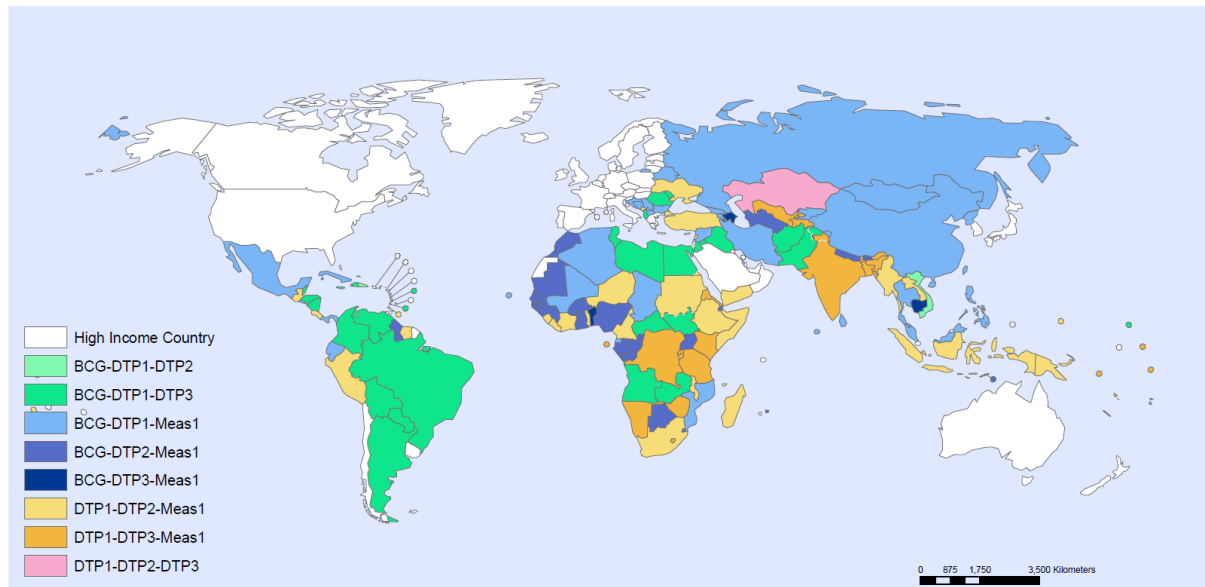 High Income Country
BCG-DTP1-DTP2
BCG-DTP1-DTP3
BCG-DTP1-Meas1
BCG-DTP2-Meas1
BCG-DTP3-Meas1
DTP1-DTP2-Meas1
DTP1-DTP3-Meas1
DTP1-DTP2-DTP3
0 875 1,750 3,500 Kilometers